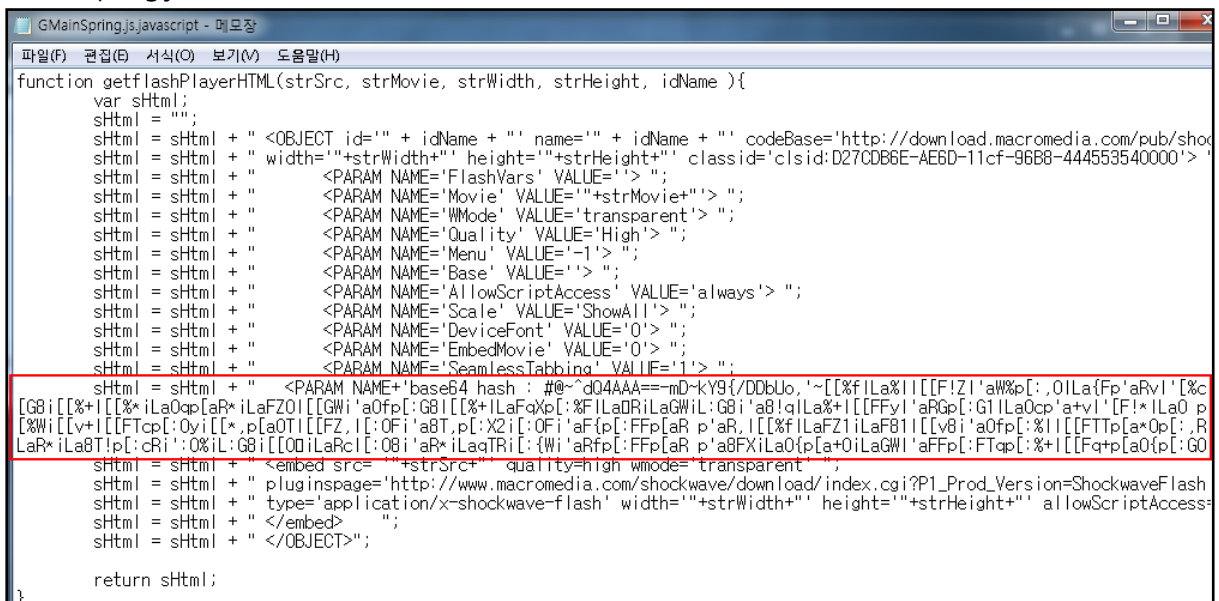 GMainSpring.js.javascript - 메모장
파일(F) 편집(E) 서식(O) 보기(V) 도움말(H)
function getflashPlayerHTML(strSrc, strMovie, strWidth, strHeight, idName ){
var sHtml;
sHtml = "";
sHtml = sHtml + " <OBJECT id='" + idName + "' name='" + idName + "' codeBase='http://download.macromedia.com/pub/shoc
sHtml = sHtml + " width='"+strWidth+"' height='"+strHeight+"' classid='clsid:D27CDB6E-AE6D-11cf-96B8-444553540000'> "
sHtml = sHtml + " <PARAM NAME='FlashVars' VALUE=''> ";
sHtml = sHtml + " <PARAM NAME='Movie' VALUE='"+strMovie+"'> ";
sHtml = sHtml + " <PARAM NAME='WMode' VALUE='transparent'> ";
sHtml = sHtml + " <PARAM NAME='Quality' VALUE='High'> ";
sHtml = sHtml + " <PARAM NAME='Menu' VALUE='-1'> ";
sHtml = sHtml + " <PARAM NAME='Base' VALUE=''> ";
sHtml = sHtml + " <PARAM NAME='AllowScriptAccess' VALUE='always'> ";
sHtml = sHtml + " <PARAM NAME='Scale' VALUE='ShowAll'> ";
sHtml = sHtml + " <PARAM NAME='DeviceFont' VALUE='0'> ";
sHtml = sHtml + " <PARAM NAME='EmbedMovie' VALUE='0'> ";
sHtml = sHtml + " <PARAM NAME='SeamlessTabbing' VALUE='1'> ";
sHtml = sHtml + " <PARAM NAME+'base64 hash : #@~^dQ4AAA==-mD~kY9{/DDbUo,'~[[%f|La%||[[F!Z|'aW%p[:,OILa{Fp'aRv|'[%c
sHtml = sHtml + " <embed src= '"+strSrc+"' quality=high wmode='transparent' ";
sHtml = sHtml + " pluginspage='http://www.macromedia.com/shockwave/download/index.cgi?P1_Prod_Version=ShockwaveFlash
sHtml = sHtml + " type='application/x-shockwave-flash' width='"+strWidth+"' height='"+strHeight+"' allowScriptAccess=
sHtml = sHtml + " </embed> ";
sHtml = sHtml + " </OBJECT>";
return sHtml;
}